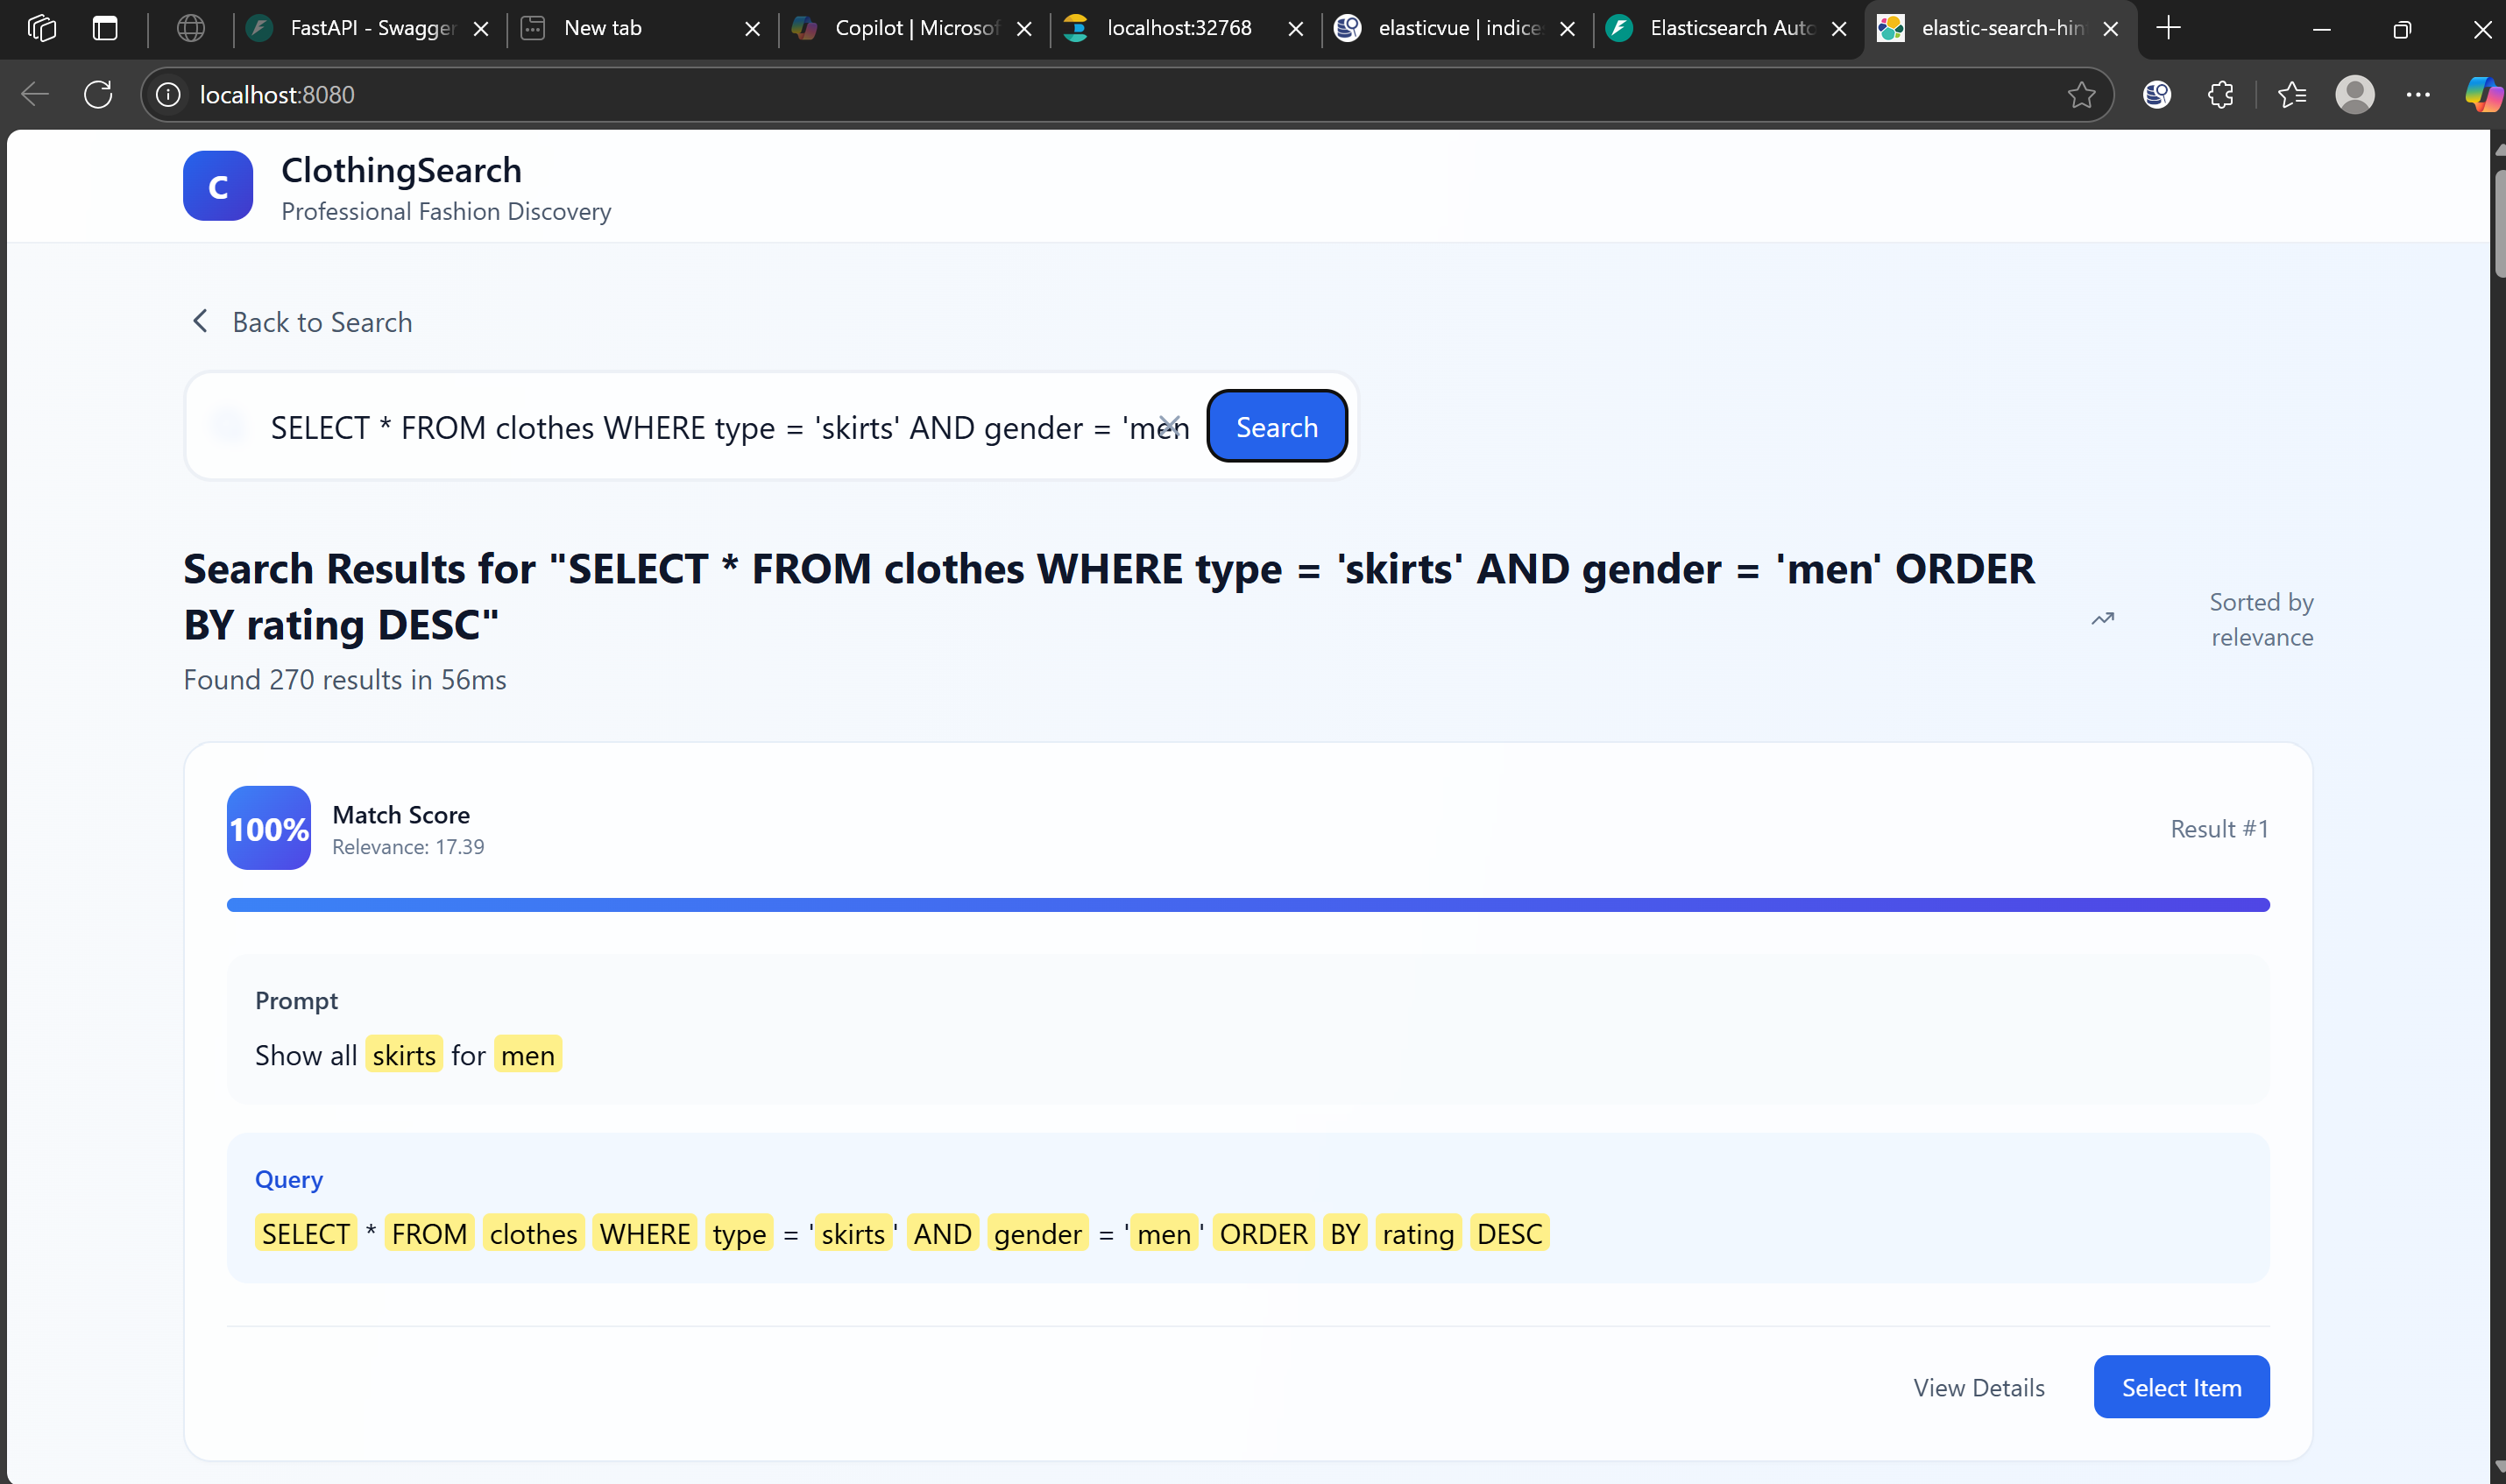 FastAPI - Swagger
New tab
Copilot | Microsof
localhost:32768
elasticvue | indice
Elasticsearch Auto
elastic-search-hin
localhost:8080
C
ClothingSearch
Professional Fashion Discovery
Back to Search
SELECT * FROM clothes WHERE type = 'skirts' AND gender = 'men
Search
Search Results for "SELECT * FROM clothes WHERE type = 'skirts' AND gender = 'men' ORDER
BY rating DESC"
Sorted by
relevance
Found 270 results in 56ms
100%
Match Score
Relevance: 17.39
Result #1
Prompt
Show all skirts for men
Query
SELECT * FROM clothes WHERE type = 'skirts' AND gender = 'men' ORDER BY rating DESC
View Details
Select Item